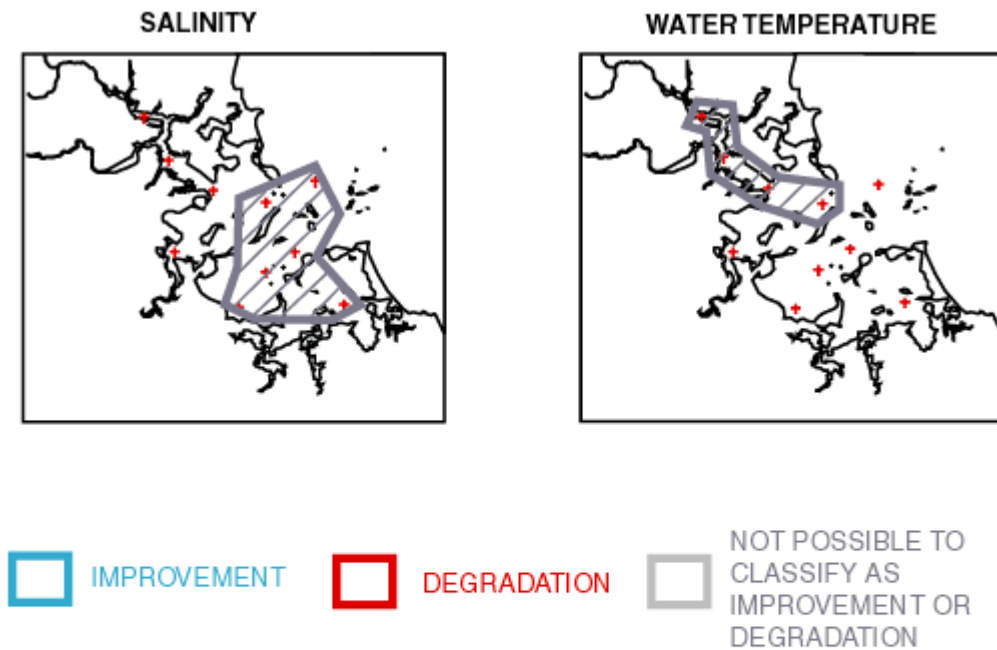 SALINITY
WATER TEMPERATURE
IMPROVEMENT
DEGRADATION
NOT POSSIBLE TO
CLASSIFY AS
IMPROVEMENT OR
DEGRADATION